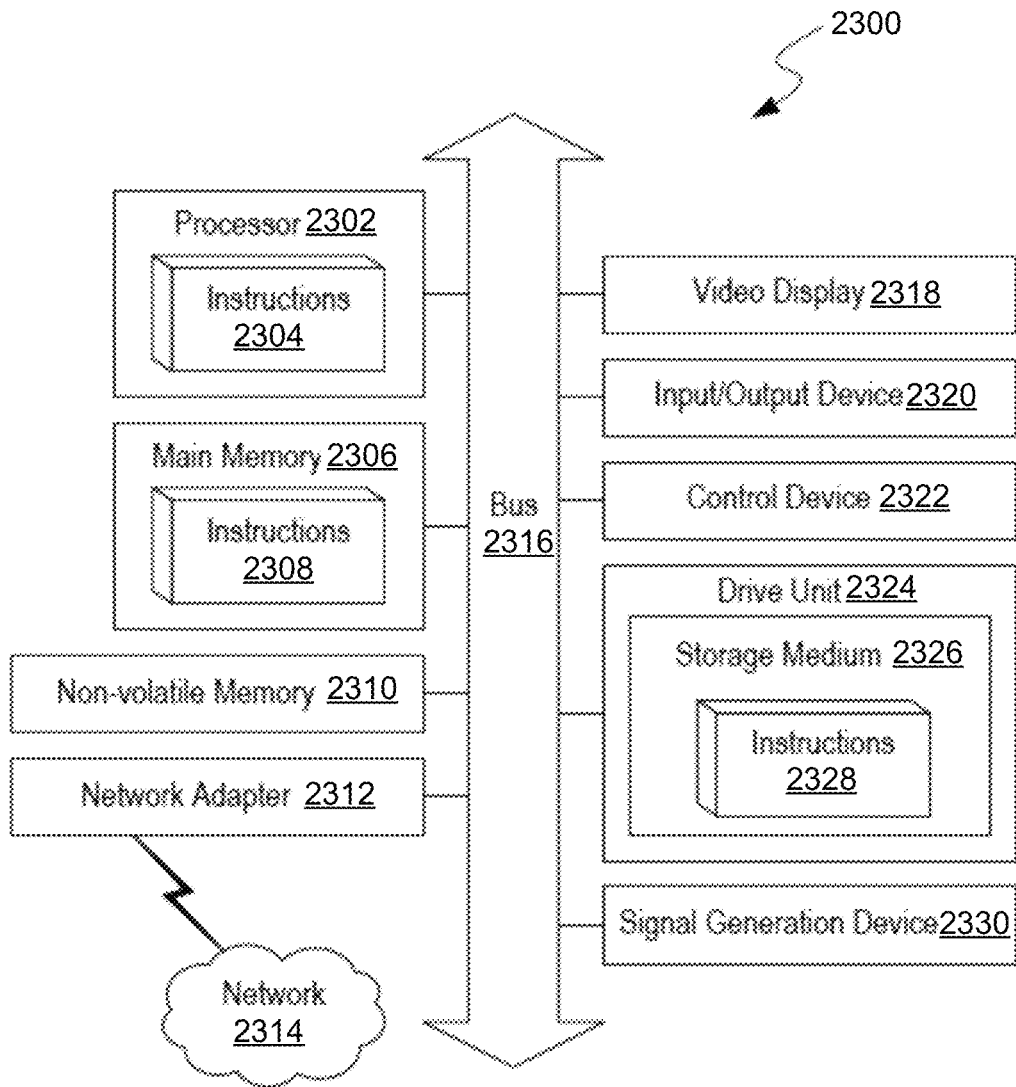 2300
Processor 2302
Instructions
2304
Main Memory 2306
Instructions
2308
Non-volatile Memory 2310
Network Adapter 2312
Network
2314
Bus
2316
Video Display 2318
Input/Output Device 2320
Control Device 2322
Drive Unit 2324
Storage Medium 2326
Instructions
2328
Signal Generation Device 2330